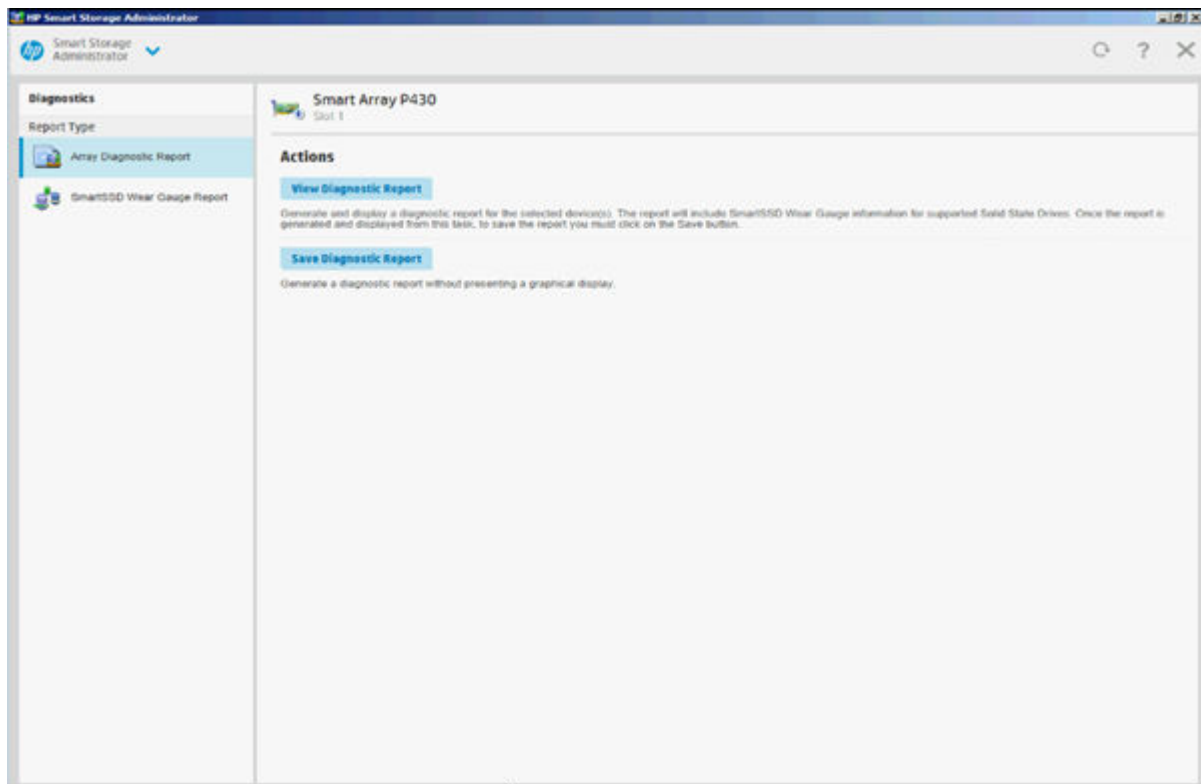 HP Smart Storage Administrator
hp
Smart Storage
Administrator
?
Diagnostics
Report Type
Array Diagnostic Report
SmartSSD Wear Gauge Report
Smart Array P430
Slot 1
Actions
View Diagnostic Report
Generate and display a diagnostic report for the selected device(s). The report will include SmartSSD Wear Gauge information for supported Solid State Drives. Once the report is
generated and displayed from this task, to save the report you must click on the Save button.
Save Diagnostic Report
Generate a diagnostic report without presenting a graphical display.